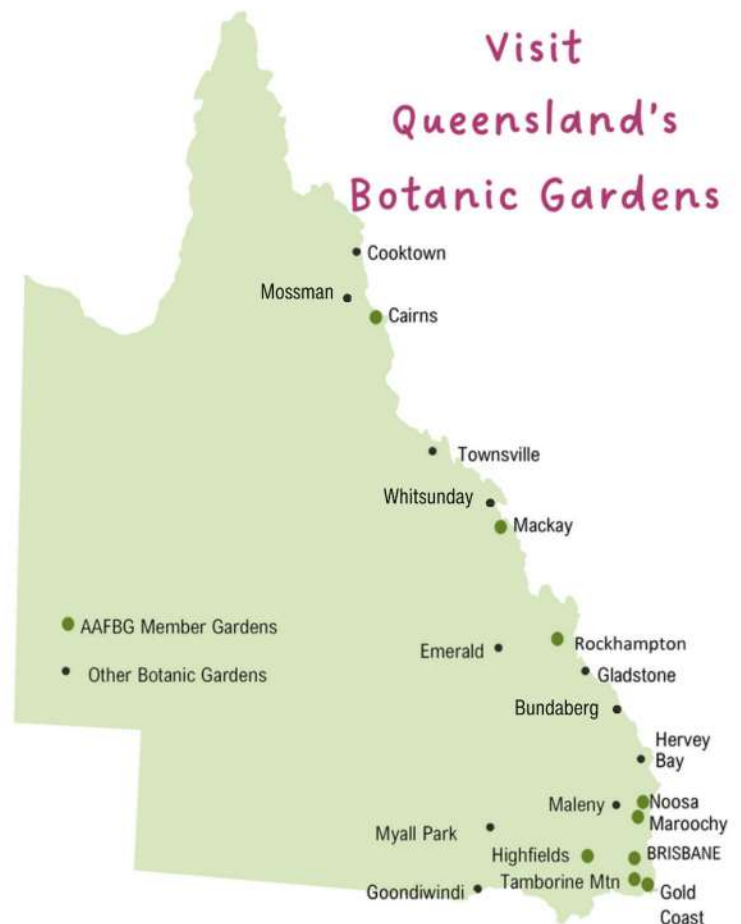 Visit
Queensland's
Botanic Gardens
Cooktown
Mossman
Cairns
Townsville
Whitsunday
Mackay
AAFBG Member Gardens
Other Botanic Gardens
Emerald
Rockhampton
Gladstone
Bundaberg
Hervey
Bay
Maleny
Noosa
Maroochy
Myall Park
Highfields
BRISBANE
Tamborine Mtn
Goondiwindi
Gold
Coast